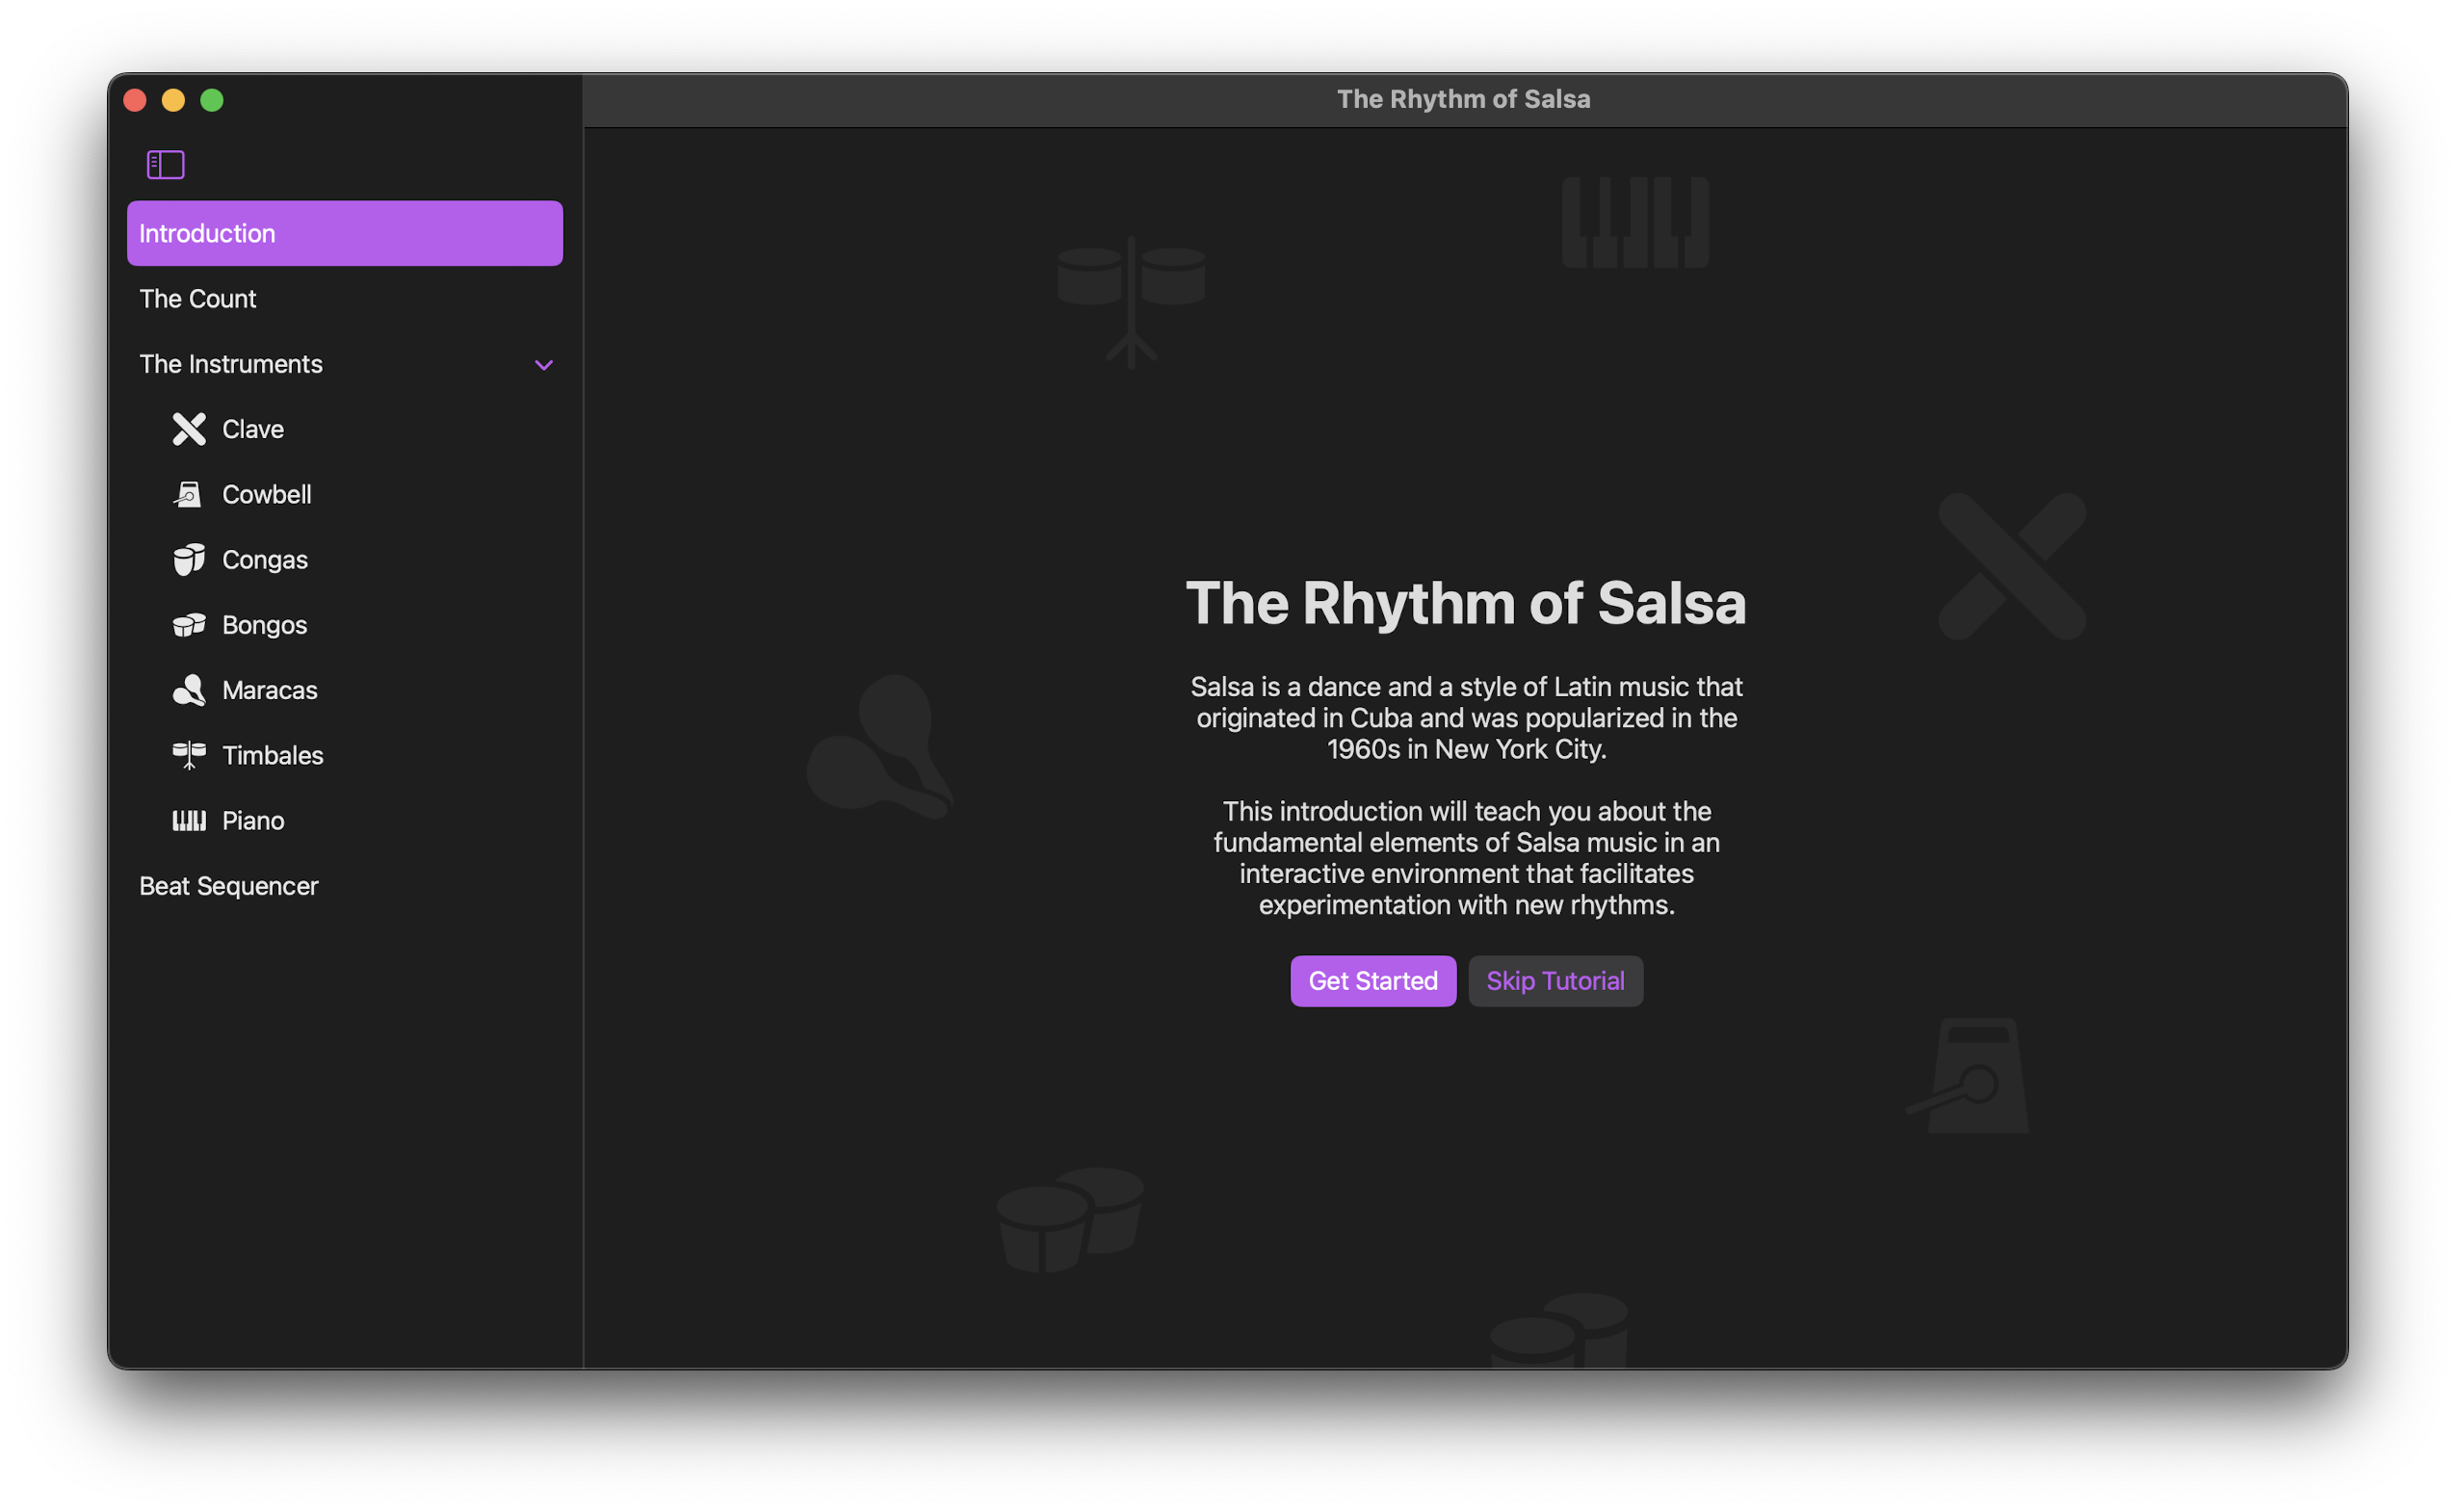 The Rhythm of Salsa
Introduction
The Count
The Instruments
Clave
Cowbell
Congas
Bongos
Maracas
Timbales
Piano
Beat Sequencer
The Rhythm of Salsa
Salsa is a dance and a style of Latin music that
originated in Cuba and was popularized in the
1960s in New York City.
This introduction will teach you about the
fundamental elements of Salsa music in an
interactive environment that facilitates
experimentation with new rhythms.
Get Started
Skip Tutorial